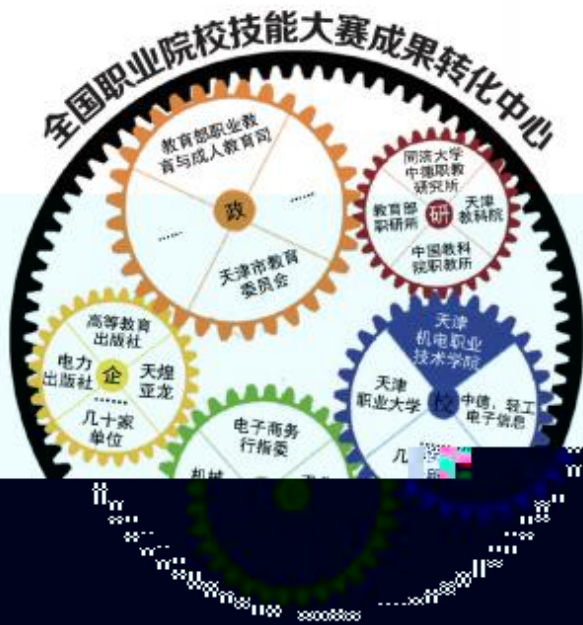 全国职业院校技能大赛成果转化中心
教育部职业教
育与成人教育司
......
......
天津市教育
委员会
政
同济大学
中德职教
研究所
教育部
职研所
研
天津
教科院
中国教科
院职教所
高等教育
出版社
电力
出版社
企
天煌
亚龙
......
几十家
单位
天津
机电职业
技术学院
天津
职业大学
校
中德，轻工
电子信息
......
电子商务
行指委
机械